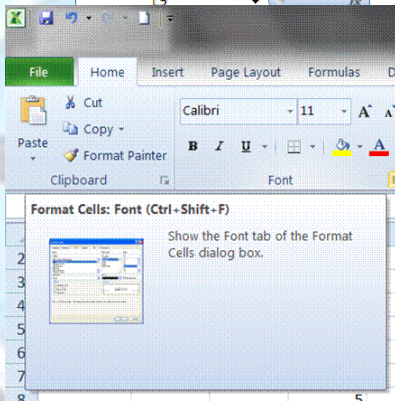 File Home Insert Page Layout Formulas
Cut
Calibri 11
Copy
Paste
Format Painter
Clipboard Font
Format Cells: Font (Ctrl+Shift+F)
Show the Font tab of the Format
Cells dialog box.
2
3
4
5
6
7
8 5